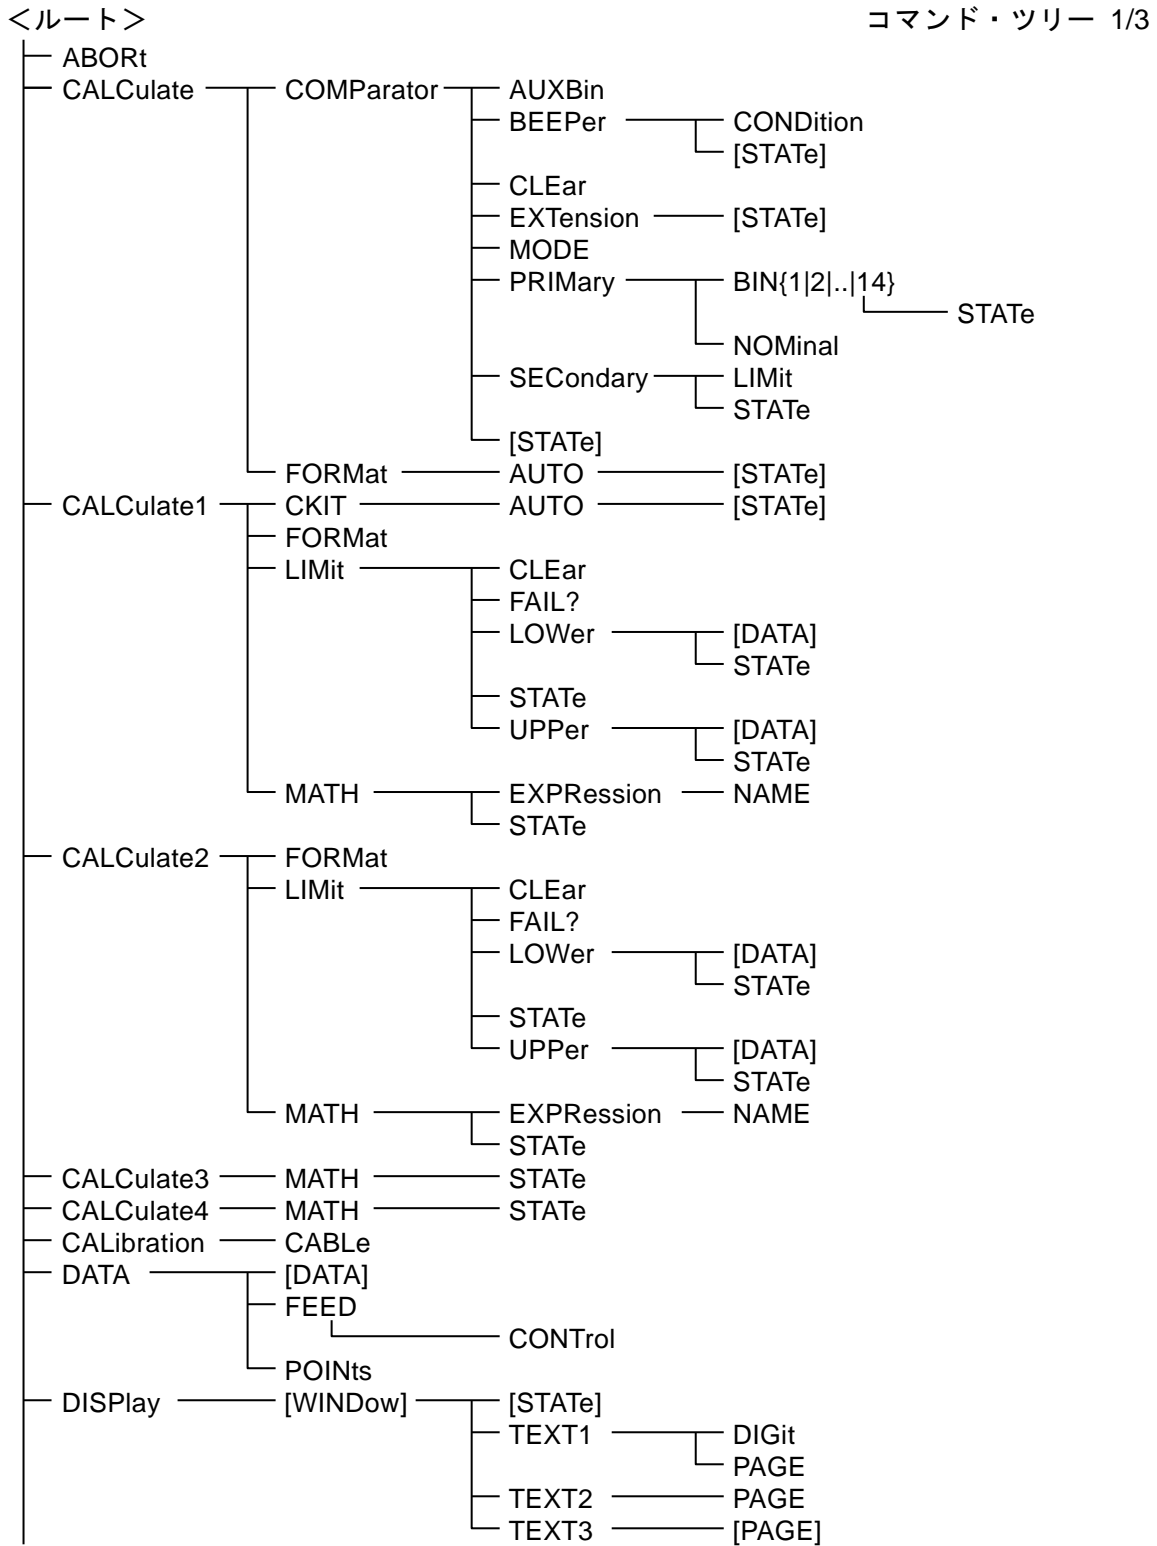 ＜ルート＞ コマンド・ツリー 1/3
ABORt
CALCulate COMParator AUXBin
BEEPer CONDition
[STATe]
CLEar
EXTension [STATe]
MODE
PRIMary BIN{1|2|..|14}
STATe
NOMinal
SECondary LIMit
STATe
[STATe]
FORMat AUTO [STATe]
CALCulate1 CKIT AUTO [STATe]
FORMat
LIMit CLEar
FAIL?
LOWer [DATA]
STATe
STATe
UPPer [DATA]
STATe
MATH EXPRession NAME
STATe
CALCulate2 FORMat
LIMit CLEar
FAIL?
LOWer [DATA]
STATe
STATe
UPPer [DATA]
STATe
MATH EXPRession NAME
STATe
CALCulate3 MATH STATe
CALCulate4 MATH STATe
CALibration CABLe
DATA [DATA]
FEED
CONTrol
POINts
DISPlay [WINDow] [STATe]
TEXT1 DIGit
PAGE
TEXT2 PAGE
TEXT3 [PAGE]